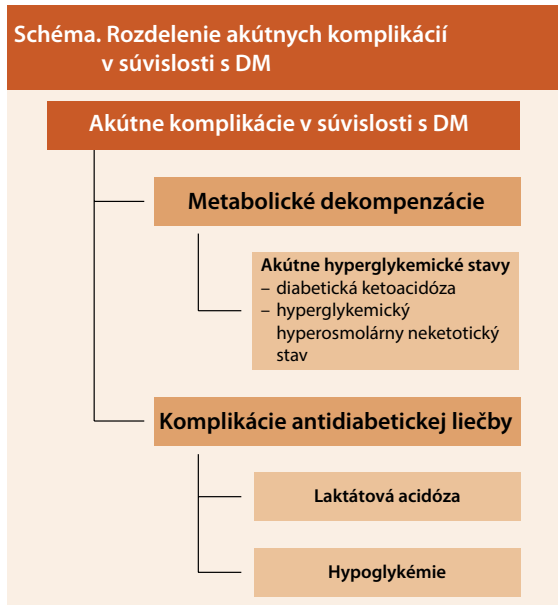 Schéma. Rozdelenie akútnych komplikácií
v súvislosti s DM
Akútne komplikácie v súvislosti s DM
Metabolické dekompenzácie
Akútne hyperglykemické stavy
– diabetická ketoacidóza
– hyperglykemický
hyperosmolárny neketotický
stav
Komplikácie antidiabetickej liečby
Laktátová acidóza
Hypoglykémie